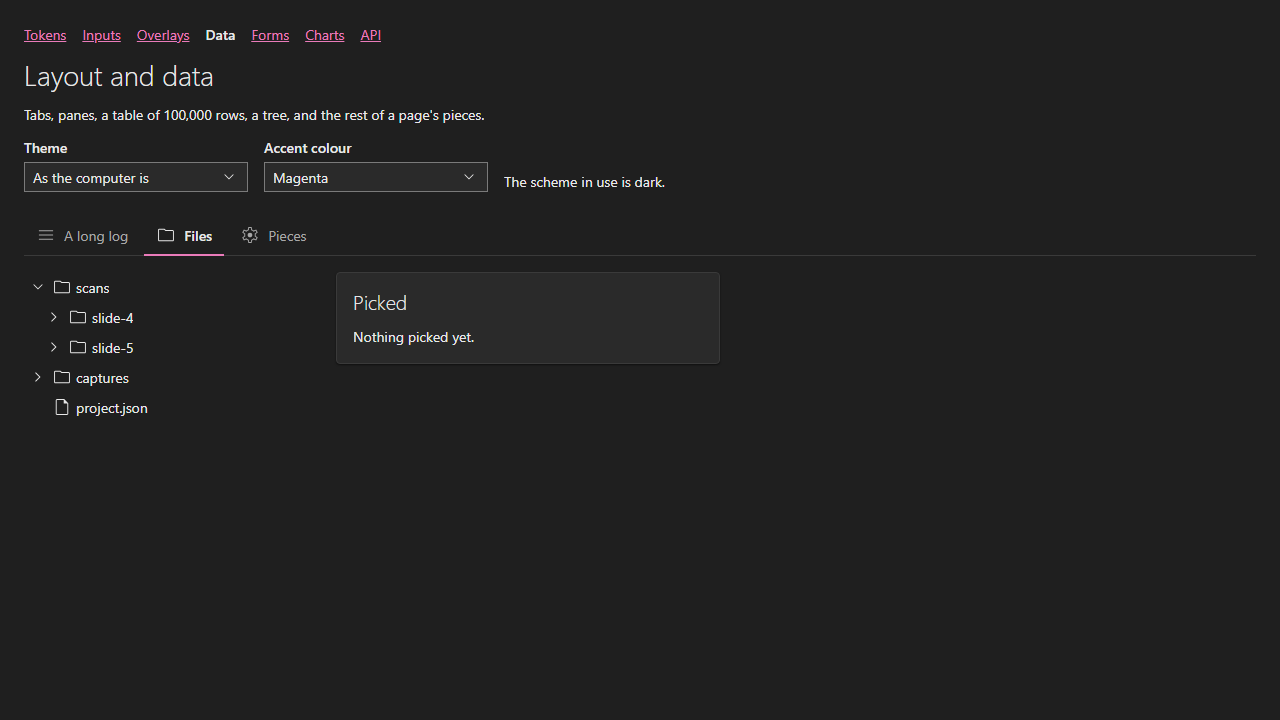 Tokens Inputs Overlays Data Forms Charts API
Layout and data
Tabs, panes, a table of 100,000 rows, a tree, and the rest of a page's pieces.
Theme Accent colour
As the computer is Magenta The scheme in use is dark.
A long log Files Pieces
scans
slide-4
slide-5
captures
project.json
Picked
Nothing picked yet.